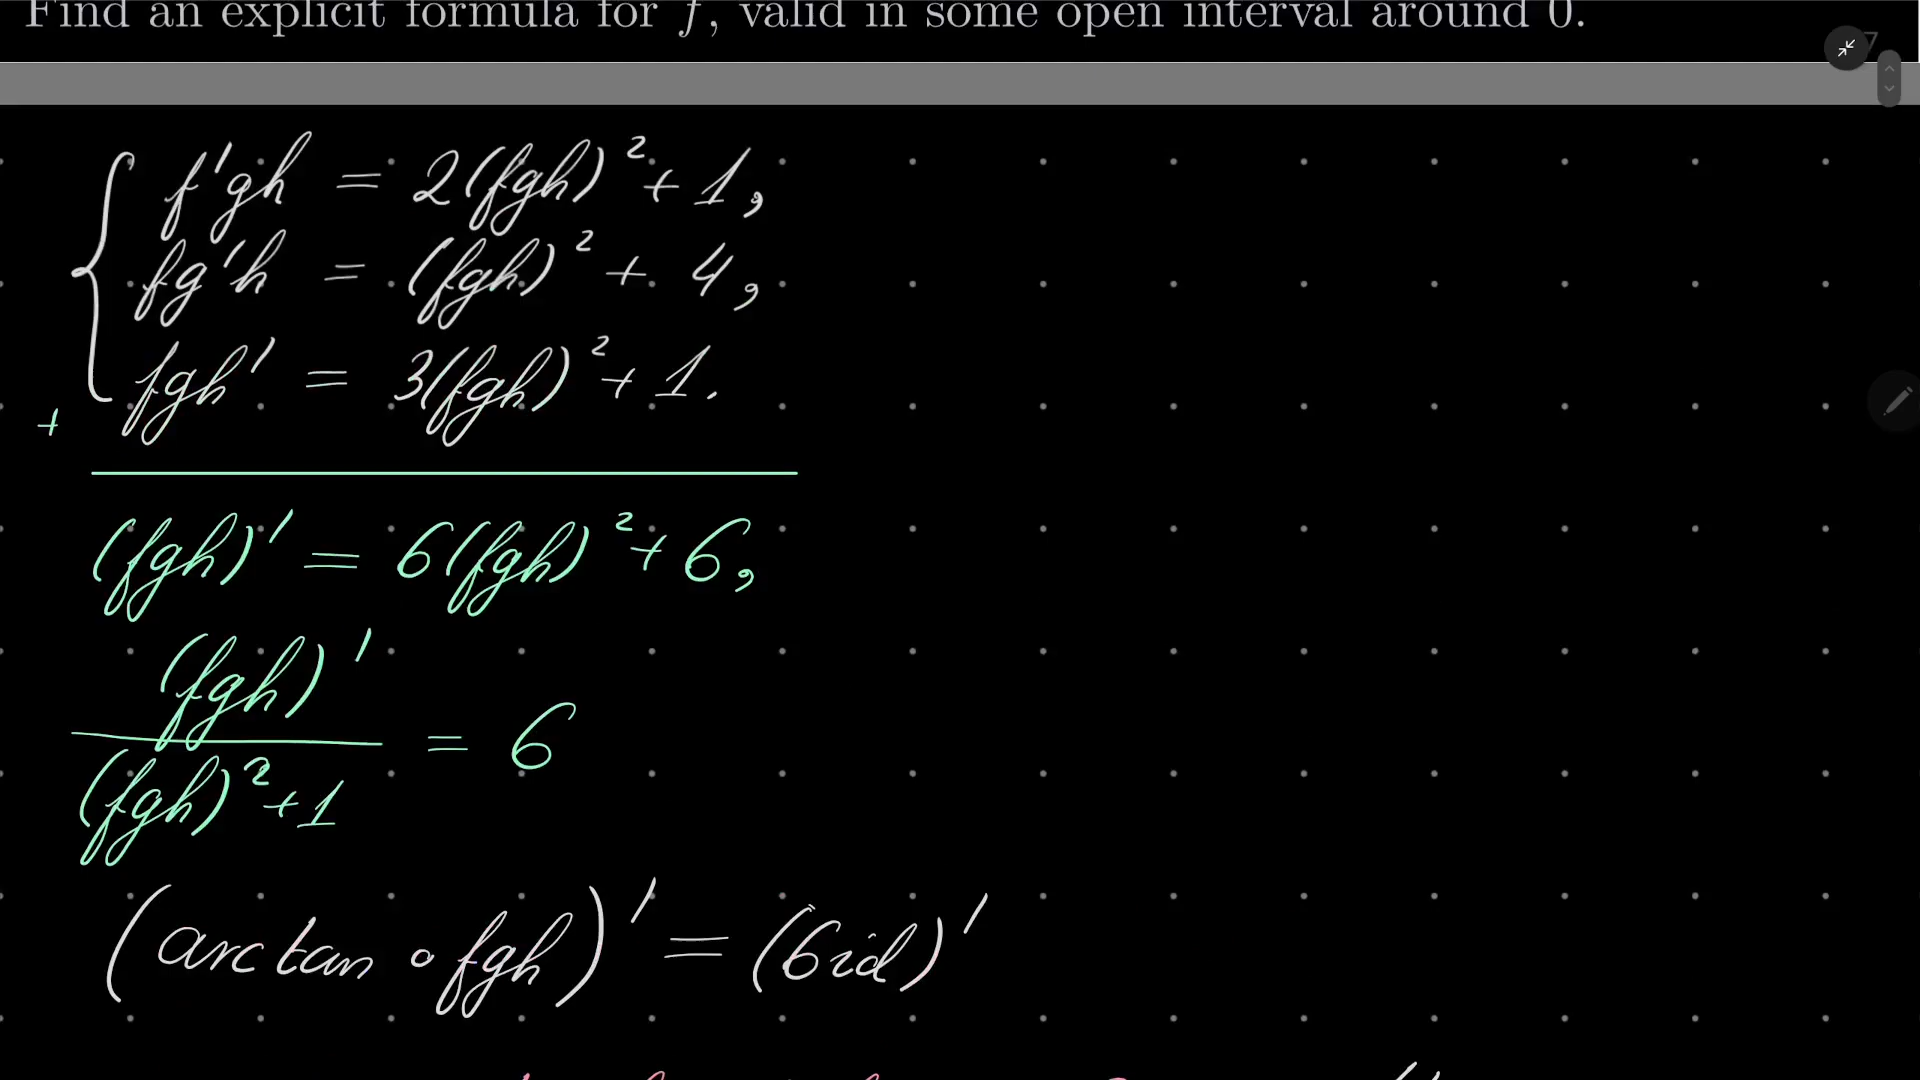 Find an explicit formula for f, valid in some open interval around 0.
7
f'gh = 2(fgh)² + 1,
fg'h = (fgh)² + 4,
fgh' = 3(fgh)² + 1.
+
(fgh)' = 6(fgh)² + 6,
(fgh)'
= 6
(fgh)² + 1
(arctan ∘ fgh)' = (6id)'